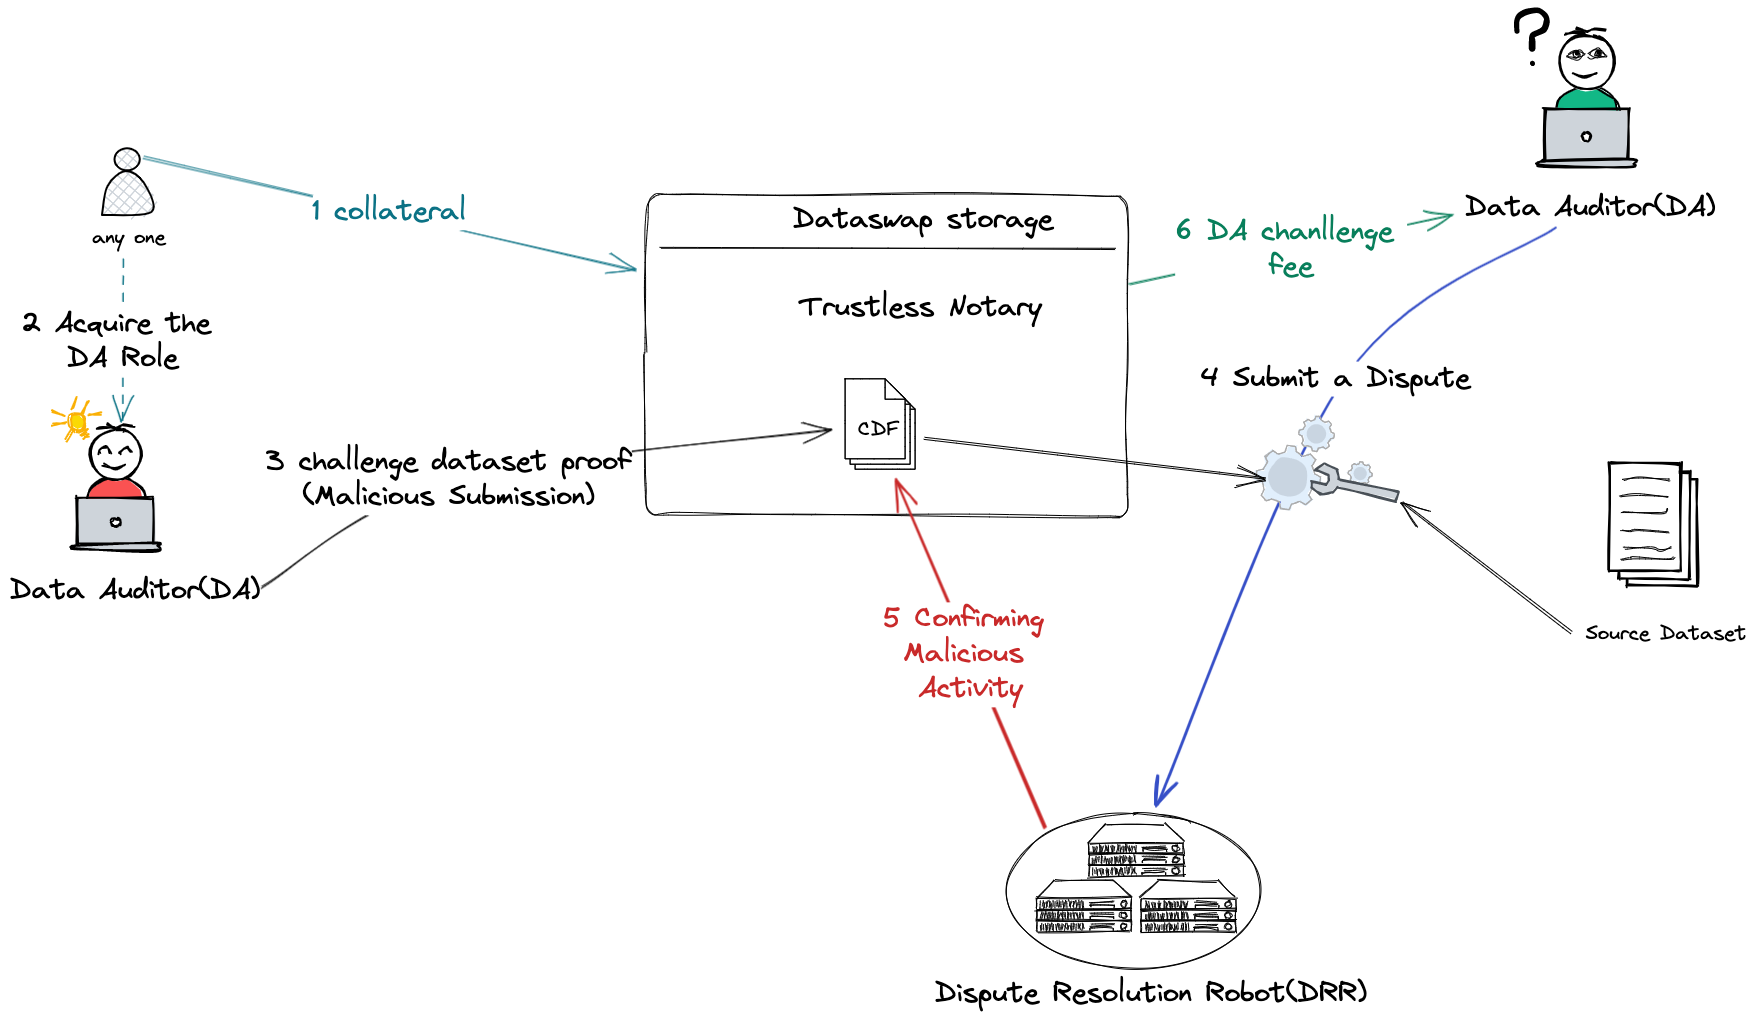 ?
Data Auditor(DA)
1 collateral
Dataswap storage
any one
6 DA chanllenge
fee
Trustless Notary
2 Acquire the
DA Role
4 Submit a Dispute
CDF
3 challenge dataset proof
(Malicious Submission)
Data Auditor(DA)
5 Confirming
Malicious
Activity
Source Dataset
Dispute Resolution Robot(DRR)